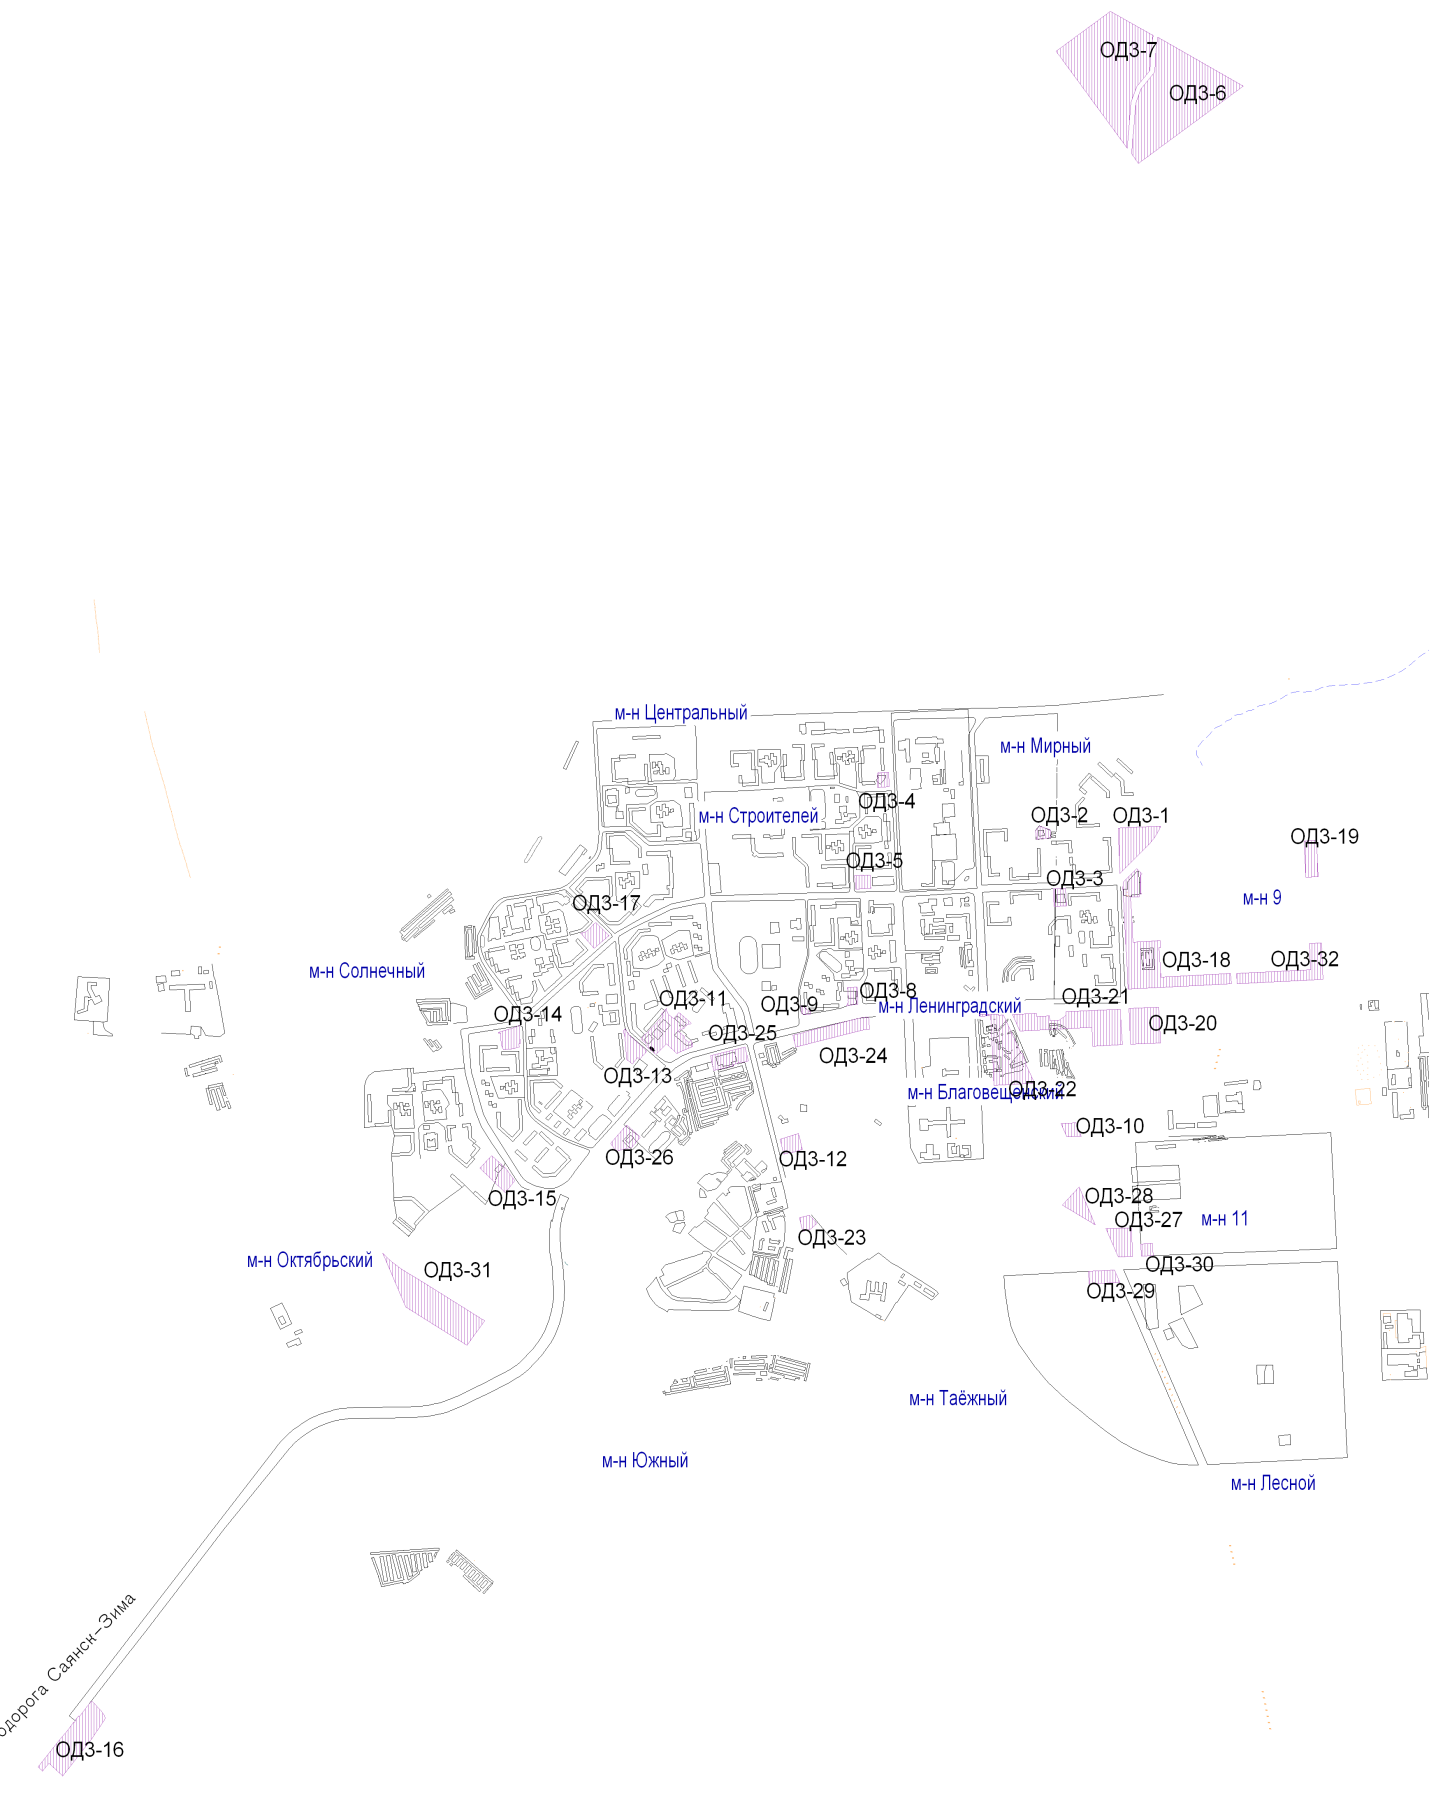 ОДЗ-7
ОДЗ-6
м-н Центральный
м-н Мирный
ОДЗ-4
м-н Строителей
ОДЗ-2
ОДЗ-1
ОДЗ-19
ОДЗ-5
ОДЗ-3
м-н 9
ОДЗ-17
ОДЗ-18
ОДЗ-32
м-н Солнечный
ОДЗ-11
ОДЗ-9
ОДЗ-8
ОДЗ-21
м-н Ленинградский
ОДЗ-14
ОДЗ-20
ОДЗ-25
ОДЗ-24
ОДЗ-13
м-н Благовещенский
ОДЗ-22
ОДЗ-10
ОДЗ-26
ОДЗ-12
ОДЗ-15
ОДЗ-28
ОДЗ-27
м-н 11
ОДЗ-23
м-н Октябрьский
ОДЗ-31
ОДЗ-30
ОДЗ-29
м-н Таёжный
м-н Южный
м-н Лесной
одорога Саянск-Зима
ОДЗ-16